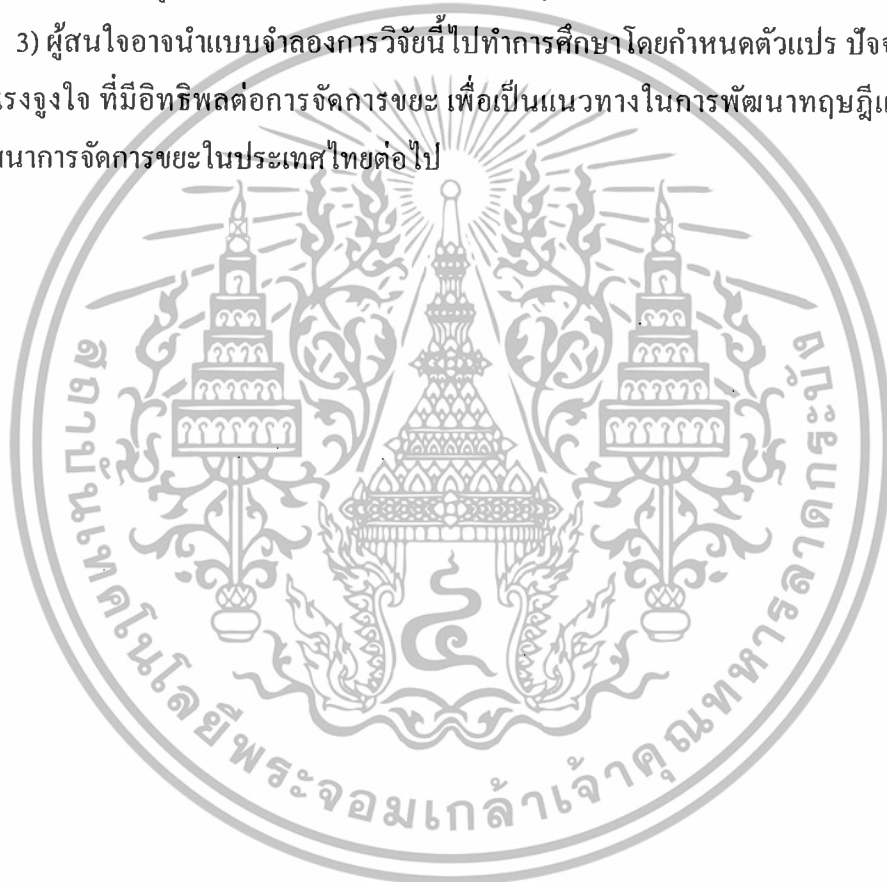 3) ผู้สนใจอาจนำแบบจำลองการวิจัยนี้ไปทำการศึกษาโดยกำหนดตัวแปร
แรงจูงใจ ที่มีอิทธิพลต่อการจัดการขยะ เพื่อเป็นแนวทางในการพัฒนาทฤษฎี
การจัดการขยะในประเทศไทยต่อไป
สถาบันเทคโนโลยีพระจอมเกล้าเจ้าคุณทหารลาดกระบัง
๔